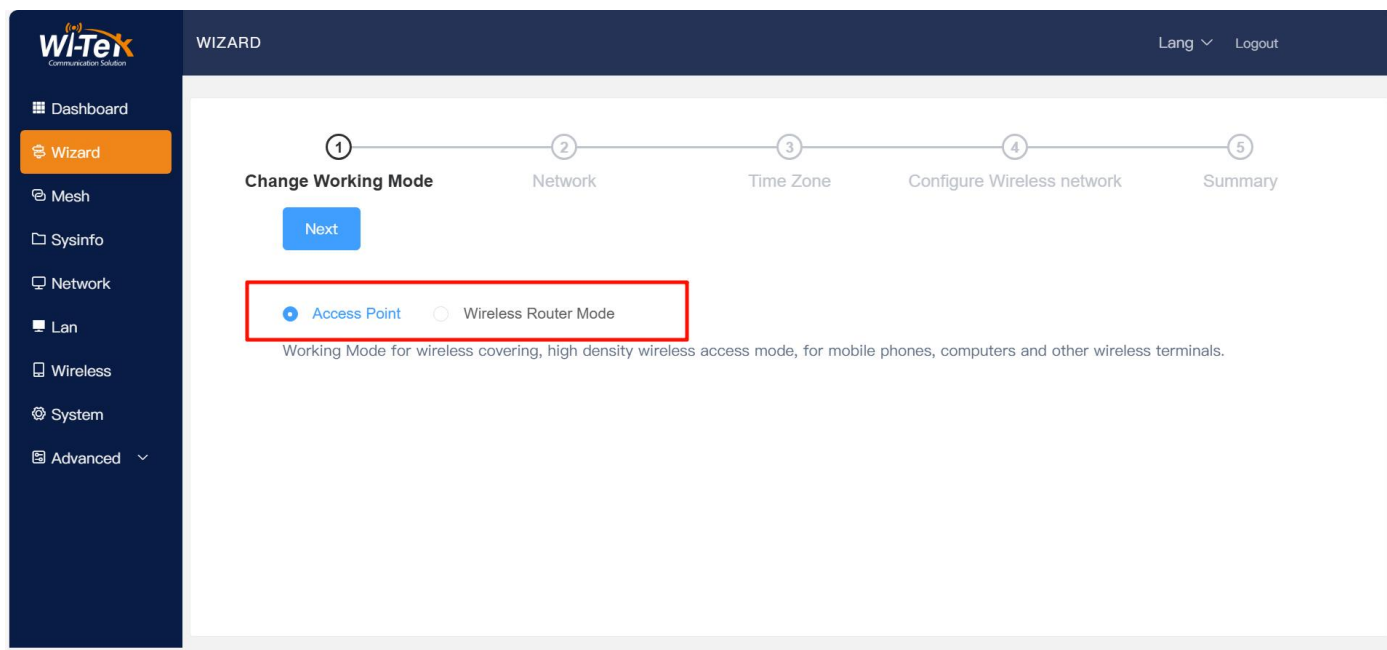 Wi-Tek
Communication Solution
WIZARD
Lang
Logout
Dashboard
Wizard
Mesh
Sysinfo
Network
Lan
Wireless
System
Advanced
1
2
3
4
5
Change Working Mode
Network
Time Zone
Configure Wireless network
Summary
Next
Access Point
Wireless Router Mode
Working Mode for wireless covering, high density wireless access mode, for mobile phones, computers and other wireless terminals.